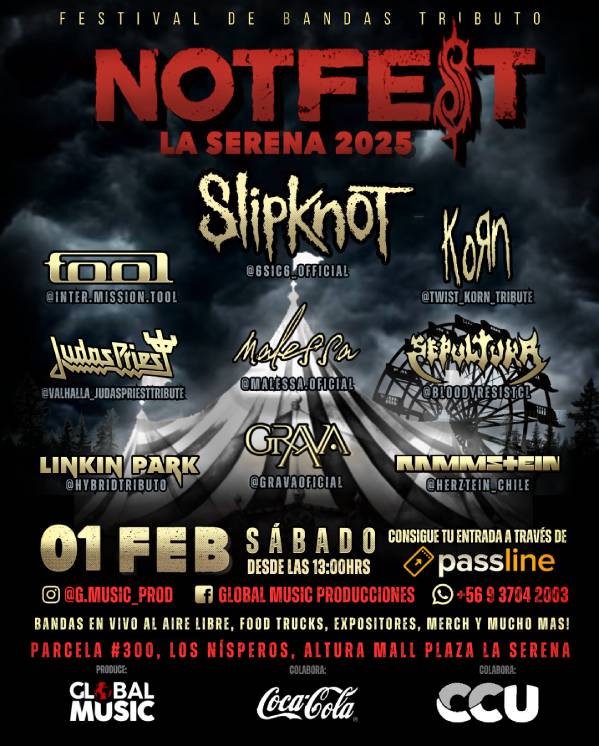 FESTIVAL DE BANDAS TRIBUTO
NOTFEST
LA SERENA 2025
SlipKnoT
@6SIC6_OFFICIAL
KoRn
@TWIST_KORN_TRIBUTE
TOOL
@INTER.MISSION.TOOL
JudasPriest
@VALHALLA_JUDASPRIESTTRIBUTE
malessa
@MALESSA.OFICIAL
SEPULTURA
@BLOODYRESISTCL
LINKIN PARK
@HYBRIDTRIBUTO
GRAVA
@GRAVAOFICIAL
RAMMSTEIN
@HERZTEIN_CHILE
01 FEB
SÁBADO
DESDE LAS 13:00HRS
CONSIGUE TU ENTRADA A TRAVÉS DE
passline
@G.MUSIC_PROD
GLOBAL MUSIC PRODUCCIONES
+56 9 3704 2003
BANDAS EN VIVO AL AIRE LIBRE, FOOD TRUCKS, EXPOSITORES, MERCH Y MUCHO MAS!
PARCELA #300, LOS NÍSPEROS, ALTURA MALL PLAZA LA SERENA
PRODUCE:
GLOBAL
MUSIC
COLABORA:
Coca-Cola
COLABORA:
CCU